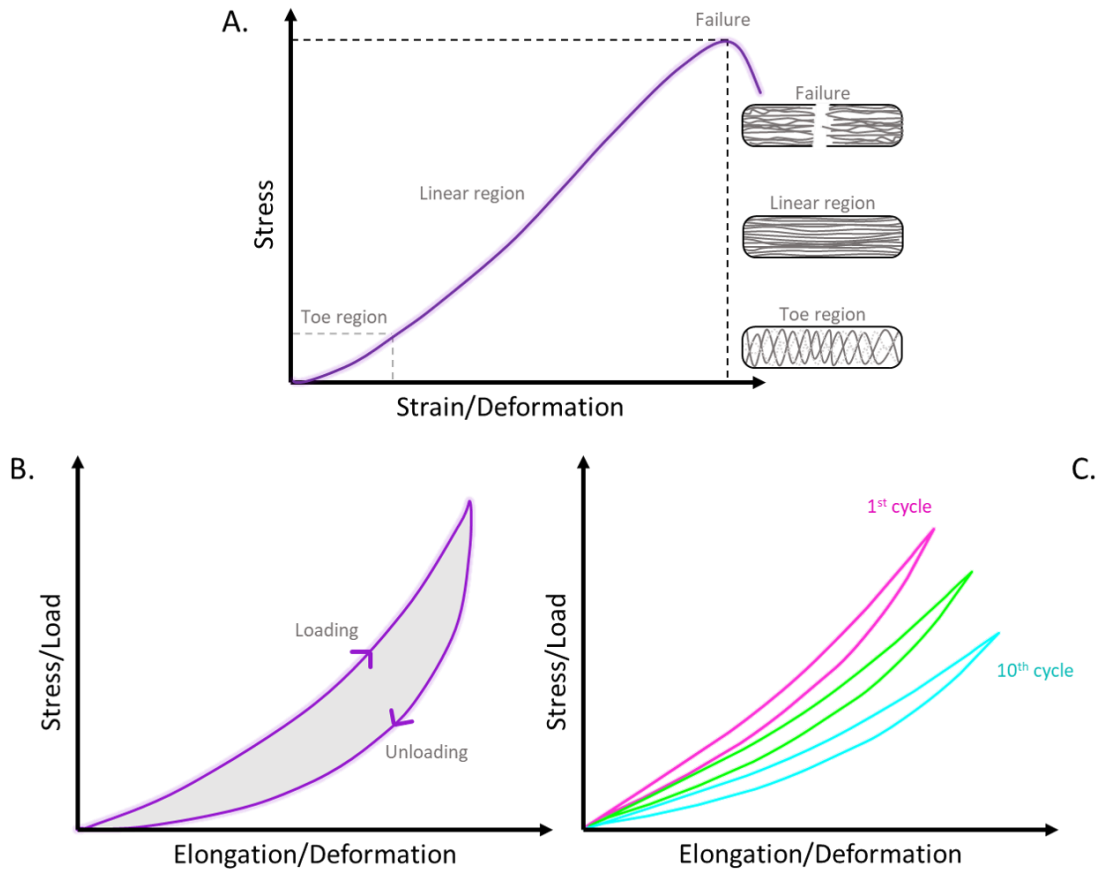 A.
Failure
Failure
Linear region
Linear region
Stress
Toe region
Toe region
Strain/Deformation
B.
C.
1st cycle
Loading
Stress/Load
Stress/Load
10th cycle
Unloading
Elongation/Deformation
Elongation/Deformation